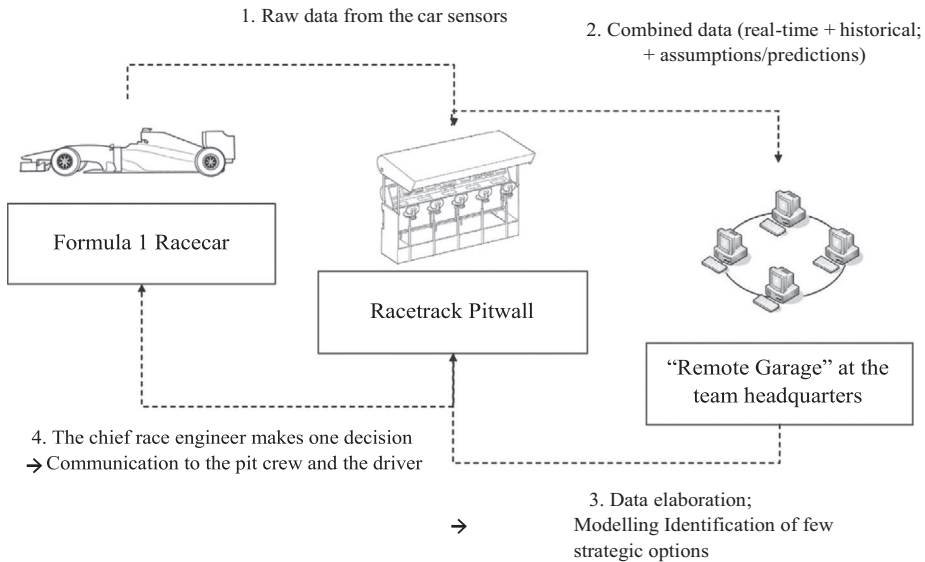 1. Raw data from the car sensors
2. Combined data (real-time + historical;
+ assumptions/predictions)
Formula 1 Racecar
Racetrack Pitwall
“Remote Garage” at the
team headquarters
4. The chief race engineer makes one decision
→ Communication to the pit crew and the driver
3. Data elaboration;
→ Modelling Identification of few
strategic options